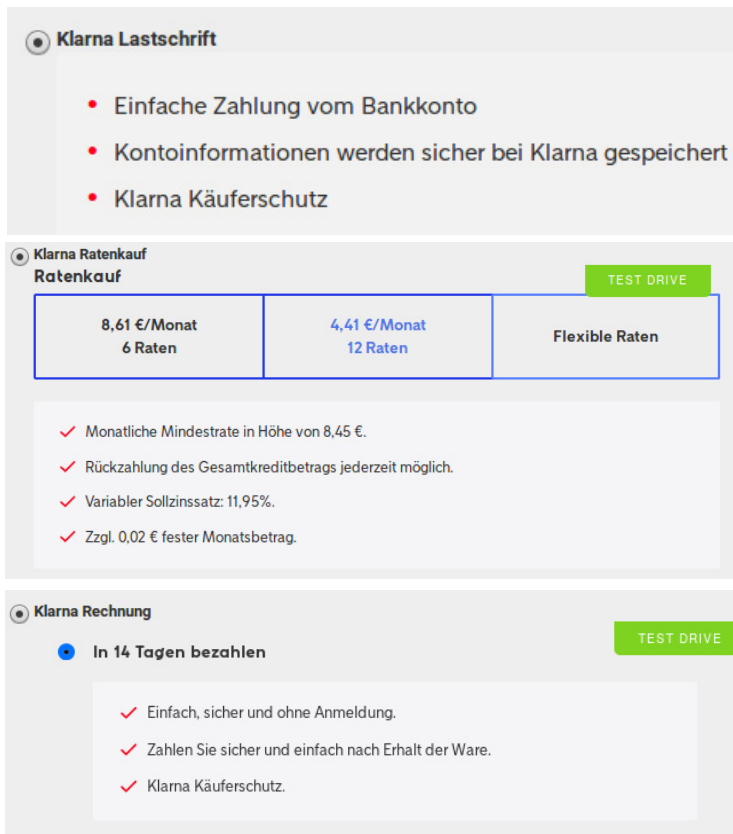 Klarna Lastschrift
Einfache Zahlung vom Bankkonto
Kontoinformationen werden sicher bei Klarna gespeichert
Klarna Käuferschutz
Klarna Ratenkauf
Ratenkauf
TEST DRIVE
8,61 €/Monat
6 Raten
4,41 €/Monat
12 Raten
Flexible Raten
Monatliche Mindestrate in Höhe von 8,45 €.
Rückzahlung des Gesamtkreditbetrags jederzeit möglich.
Variabler Sollzinssatz: 11,95%.
Zzgl. 0,02 € fester Monatsbetrag.
Klarna Rechnung
TEST DRIVE
In 14 Tagen bezahlen
Einfach, sicher und ohne Anmeldung.
Zahlen Sie sicher und einfach nach Erhalt der Ware.
Klarna Käuferschutz.